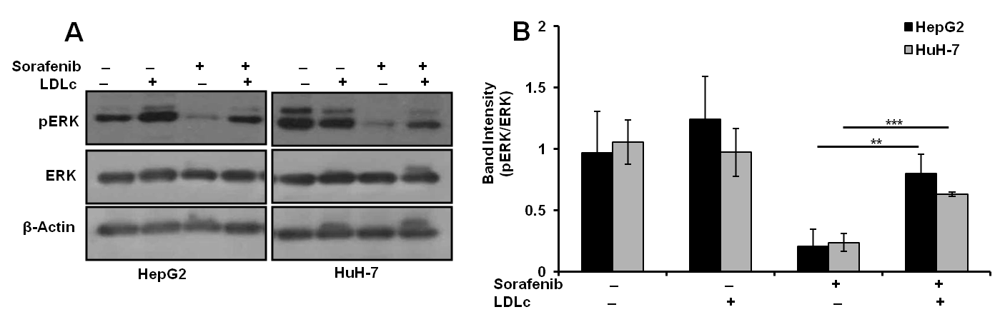 A
Sorafenib – – + +   – – + +
LDLc – + – +   – + – +
pERK
ERK
β-Actin
HepG2
HuH-7
B
HepG2
HuH-7
Band Intensity
(pERK/ERK)
2
1.5
1
0.5
0
***
**
Sorafenib – – + +
LDLc – + – +